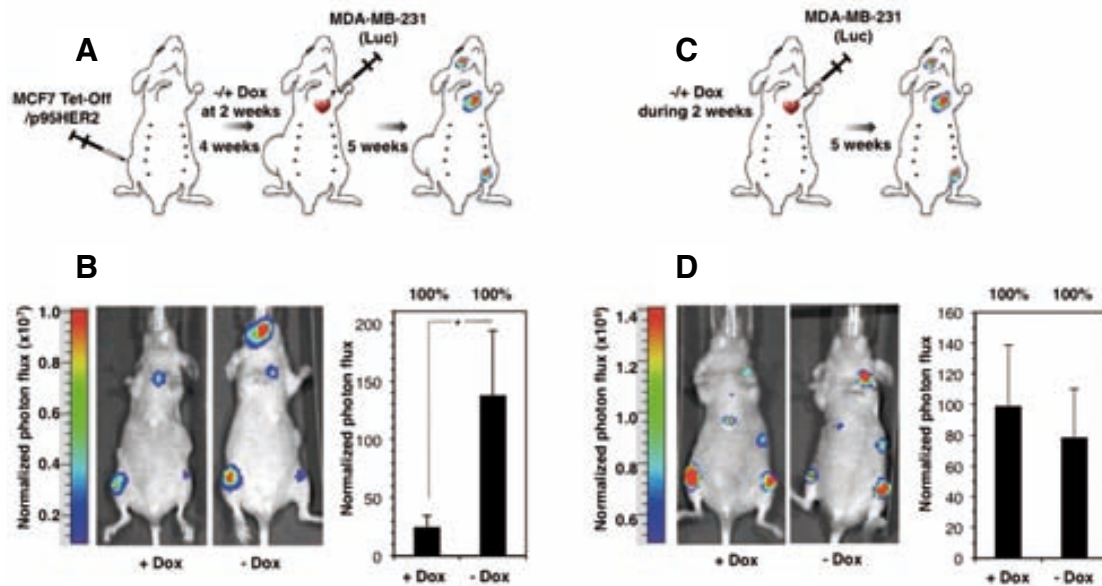 A
MCF7 Tet-Off
/p95HER2
-/+ Dox
at 2 weeks
4 weeks
MDA-MB-231
(Luc)
5 weeks
C
-/+ Dox
during 2 weeks
MDA-MB-231
(Luc)
5 weeks
B
Normalized photon flux (x10⁷)
1.0
0.8
0.6
0.4
0.2
+ Dox
- Dox
100%
100%
Normalized photon flux
200
150
100
50
0
*
+ Dox
- Dox
D
Normalized photon flux (x10⁶)
1.4
1.2
1.0
0.8
0.6
+ Dox
- Dox
100%
100%
Normalized photon flux
160
140
120
100
80
60
40
20
0
+ Dox
- Dox